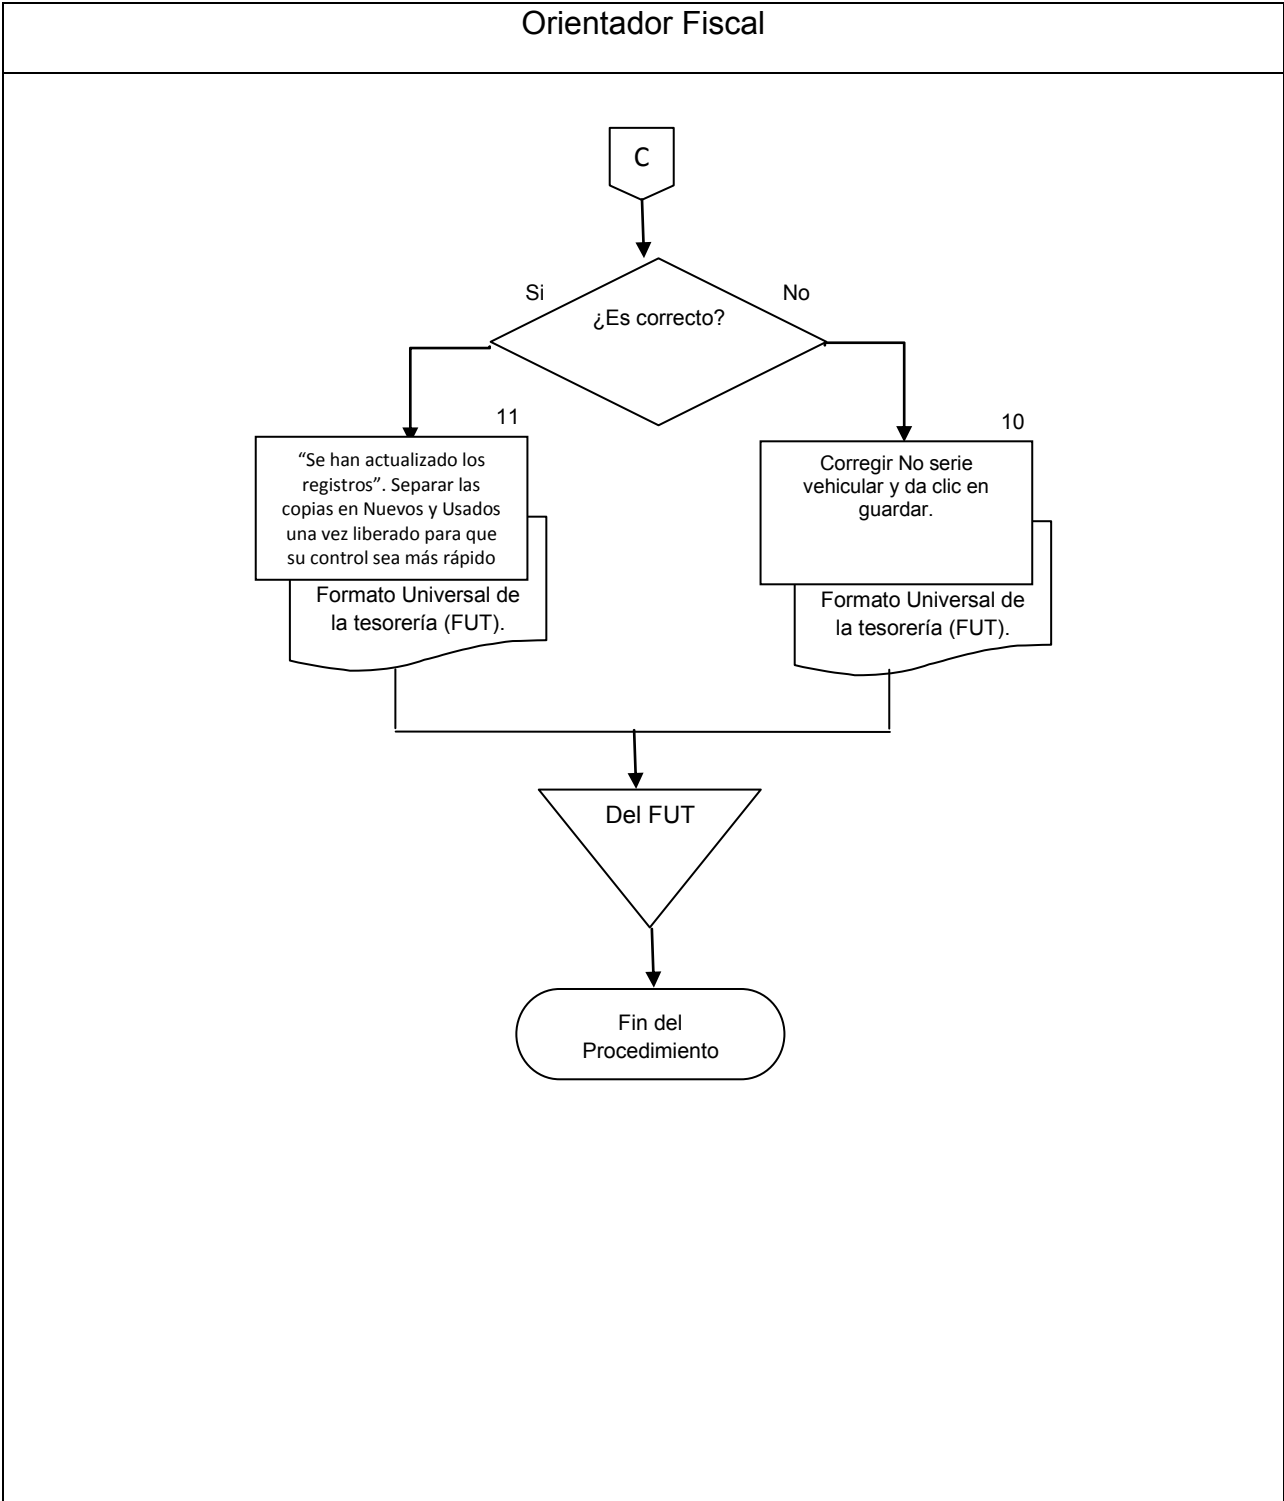 Orientador Fiscal
C
Si
No
¿Es correcto?
11
"Se han actualizado los
registros". Separar las
copias en Nuevos y Usados
una vez liberado para que
su control sea más rápido
Formato Universal de
la tesorería (FUT).
10
Corregir No serie
vehicular y da clic en
guardar.
Formato Universal de
la tesorería (FUT).
Del FUT
Fin del
Procedimiento